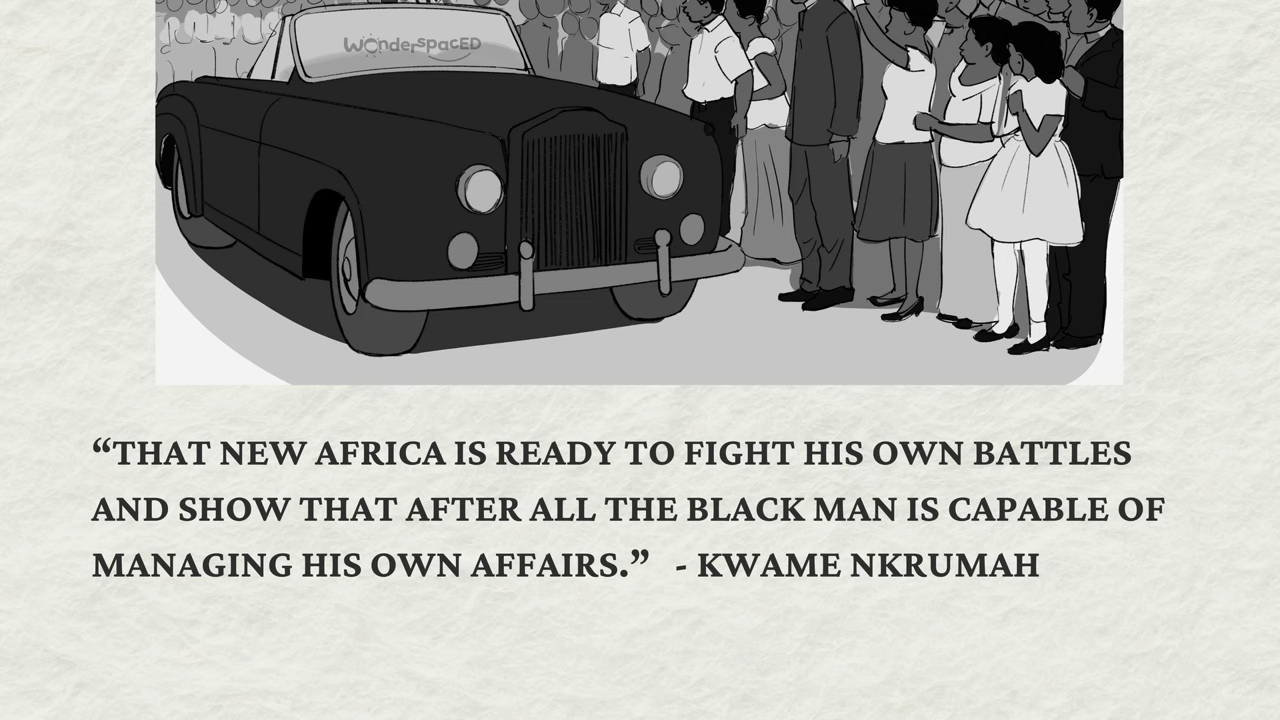 WonderspacED
“THAT NEW AFRICA IS READY TO FIGHT HIS OWN BATTLES
AND SHOW THAT AFTER ALL THE BLACK MAN IS CAPABLE OF
MANAGING HIS OWN AFFAIRS.” - KWAME NKRUMAH